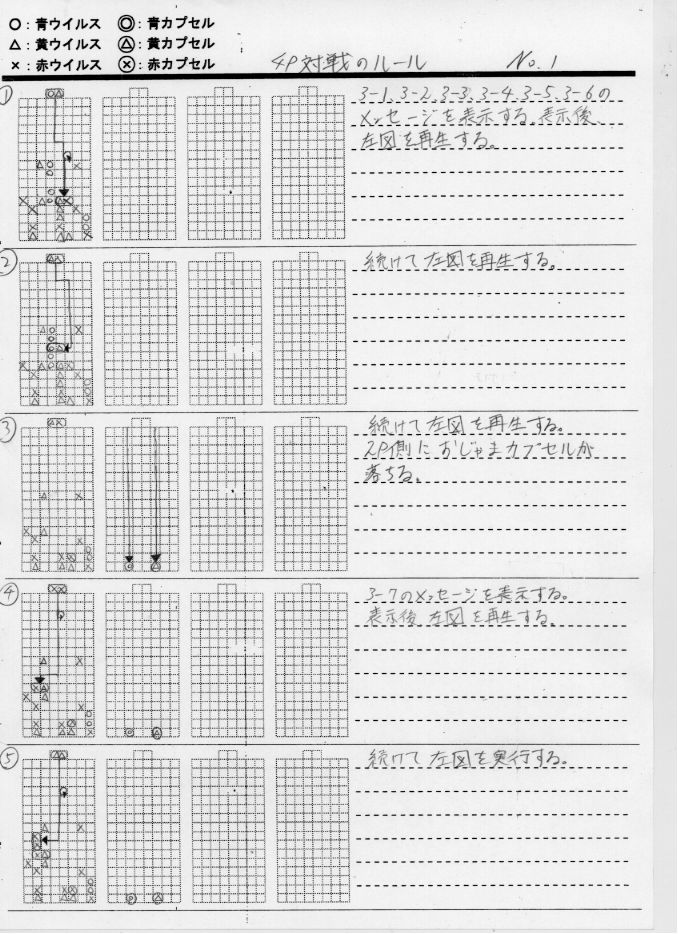 ○：青ウイルス ◎：青カプセル
△：黄ウイルス △：黄カプセル
×：赤ウイルス ⊗：赤カプセル
4P対戦のルール No.1
①
3-1、3-2、3-3、3-4、3-5、3-6の
メッセージを表示する。表示後、
左図を再生する。
②
続けて左図を再生する。
③
続けて左図を再生する。
2P側におじゃまカプセルが
落ちる。
④
3-7のメッセージを表示する。
表示後、左図を再生する。
⑤
続けて左図を実行する。